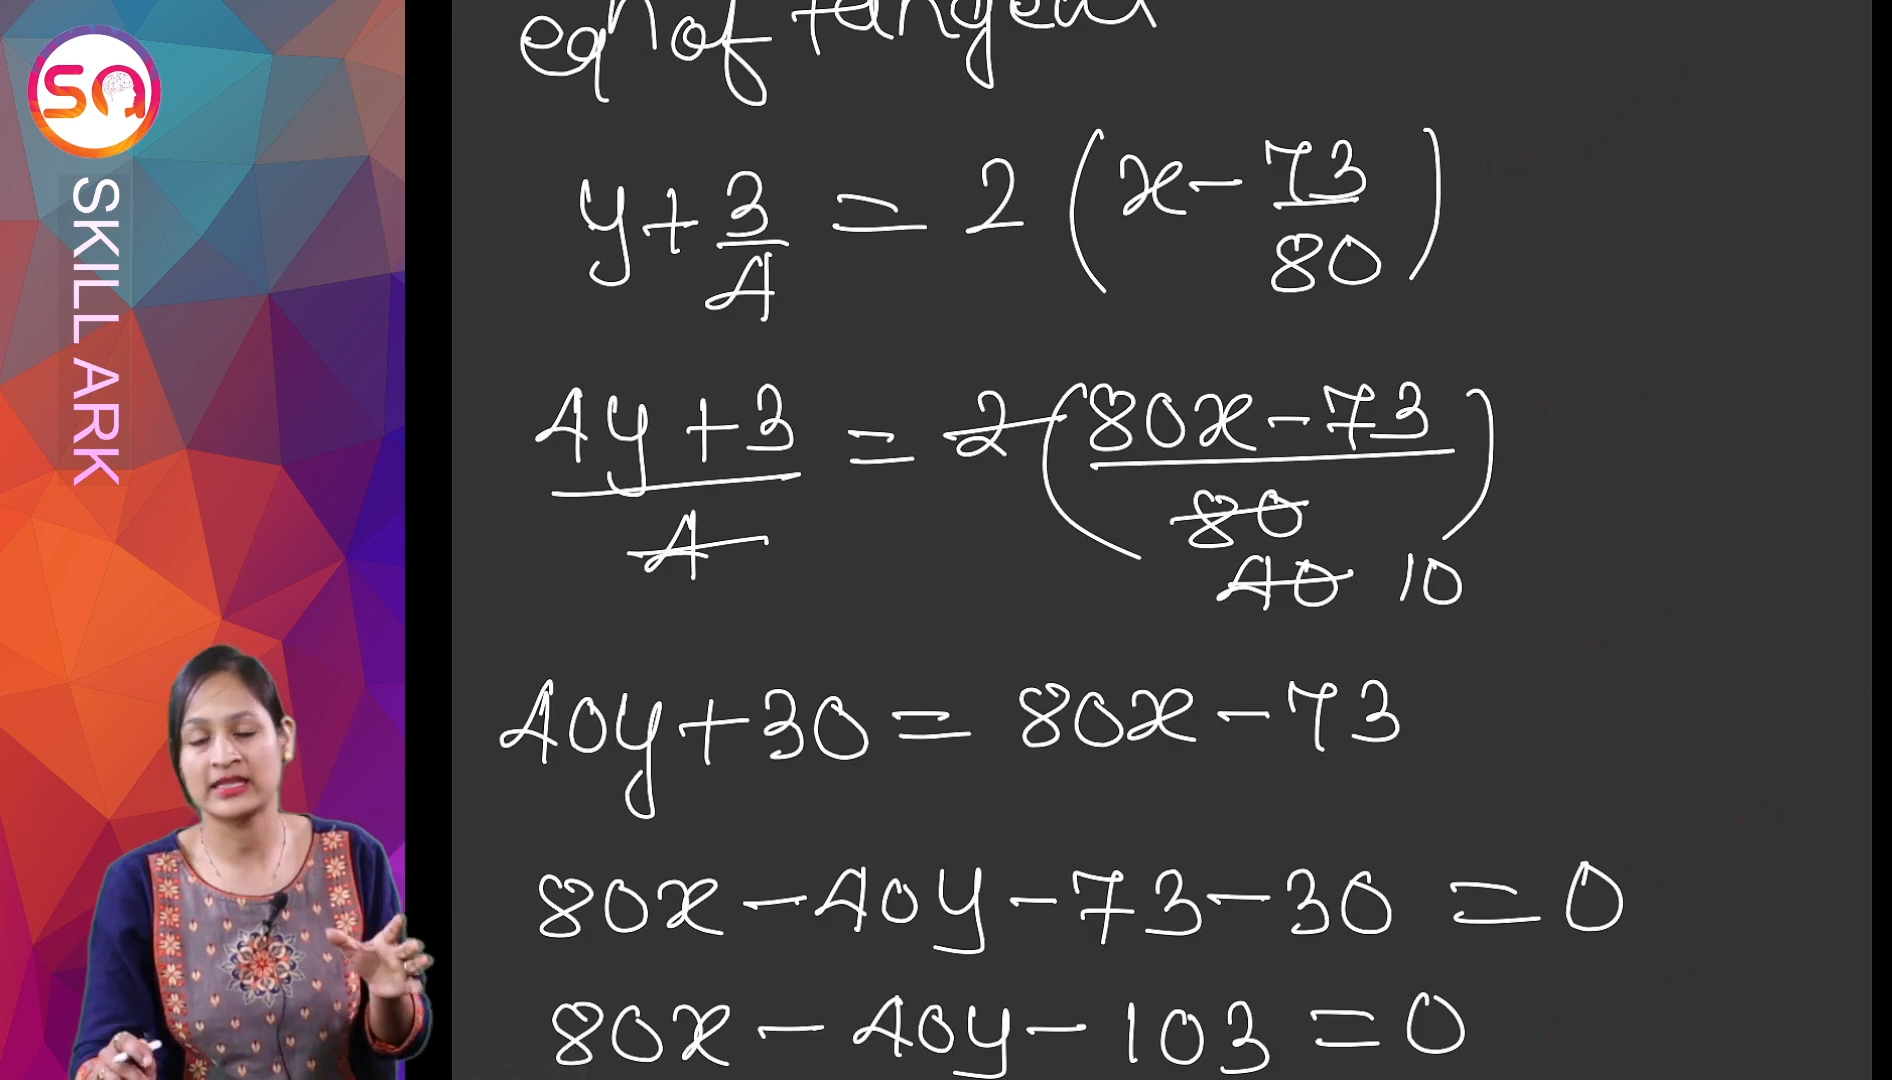 SKILL ARK
eqⁿ of tangent
y + 3/4 = 2 (x - 73/80)
4y + 3 / 4 = 2 (80x - 73 / 80)
40 10
40y + 30 = 80x - 73
80x - 40y - 73 - 30 = 0
80x - 40y - 103 = 0